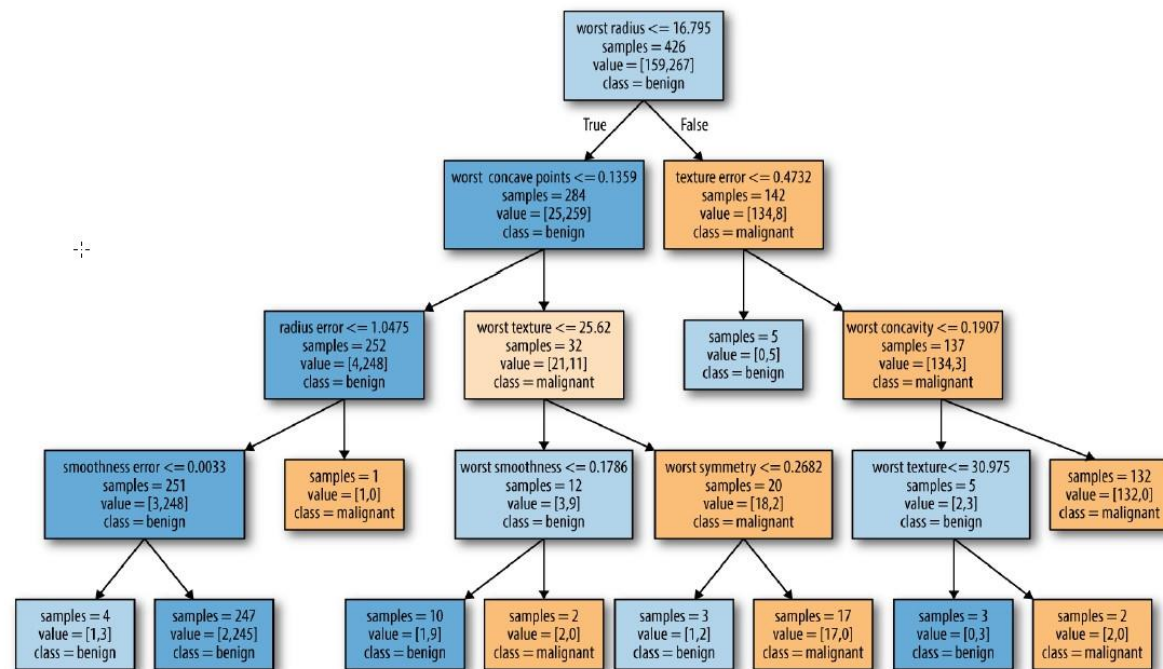 worst radius <= 16.795
samples = 426
value = [159,267]
class = benign
True
False
worst concave points <= 0.1359
samples = 284
value = [25,259]
class = benign
texture error <= 0.4732
samples = 142
value = [134,8]
class = malignant
radius error <= 1.0475
samples = 252
value = [4,248]
class = benign
worst texture <= 25.62
samples = 32
value = [21,11]
class = malignant
samples = 5
value = [0,5]
class = benign
worst concavity <= 0.1907
samples = 137
value = [134,3]
class = malignant
smoothness error <= 0.0033
samples = 251
value = [3,248]
class = benign
samples = 1
value = [1,0]
class = malignant
worst smoothness <= 0.1786
samples = 12
value = [3,9]
class = benign
worst symmetry <= 0.2682
samples = 20
value = [18,2]
class = malignant
worst texture<= 30.975
samples = 5
value = [2,3]
class = benign
samples = 132
value = [132,0]
class = malignant
samples = 4
value = [1,3]
class = benign
samples = 247
value = [2,245]
class = benign
samples = 10
value = [1,9]
class = benign
samples = 2
value = [2,0]
class = malignant
samples = 3
value = [1,2]
class = benign
samples = 17
value = [17,0]
class = malignant
samples = 3
value = [0,3]
class = benign
samples = 2
value = [2,0]
class = malignant